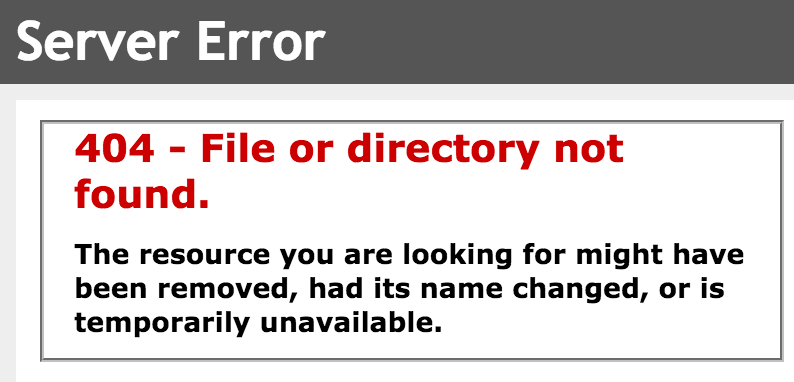 Server Error
404 - File or directory not
found.
The resource you are looking for might have
been removed, had its name changed, or is
temporarily unavailable.